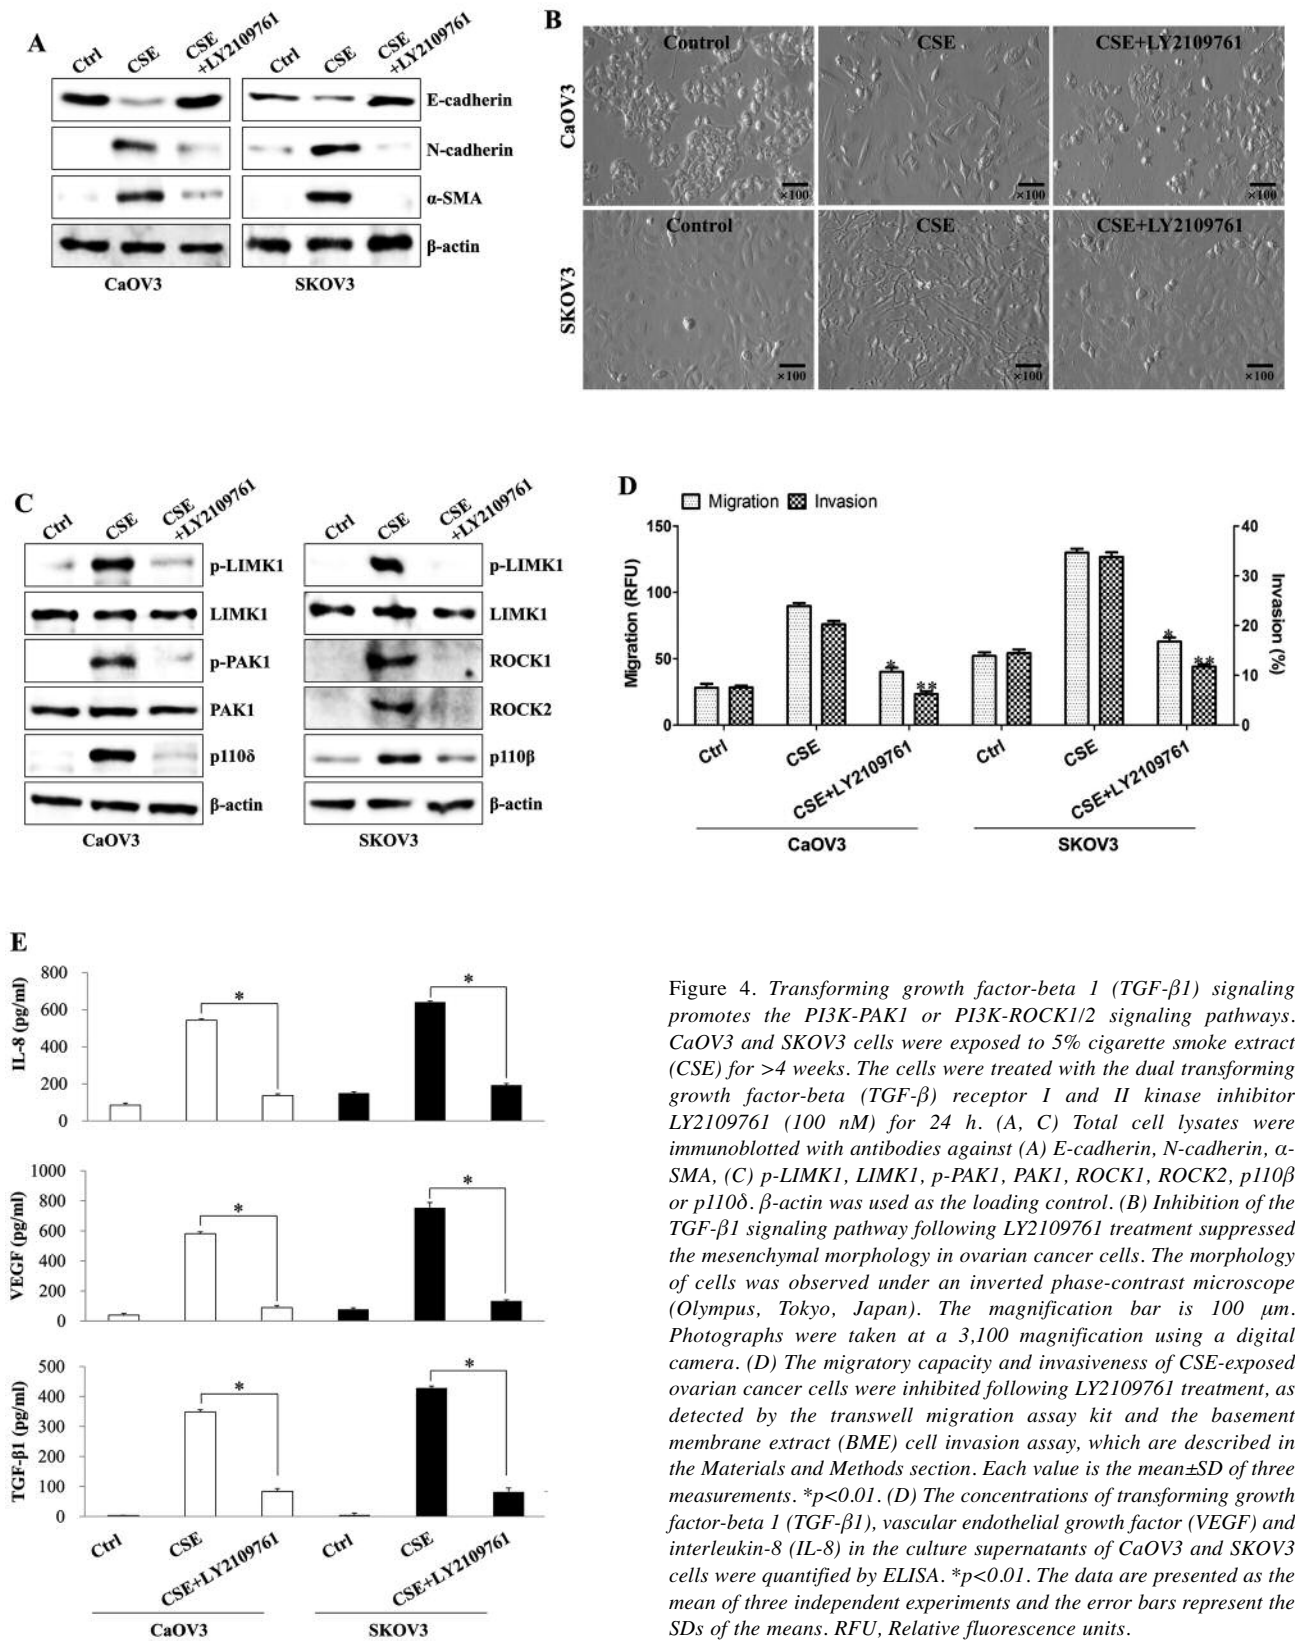 A
Ctrl
CSE
CSE
+LY2109761
Ctrl
CSE
CSE
+LY2109761
E-cadherin
N-cadherin
α-SMA
β-actin
CaOV3
SKOV3
B
Control
CSE
CSE+LY2109761
CaOV3
×100
×100
×100
Control
CSE
CSE+LY2109761
SKOV3
×100
×100
×100
C
Ctrl
CSE
CSE
+LY2109761
p-LIMK1
LIMK1
p-PAK1
PAK1
p110δ
β-actin
CaOV3
Ctrl
CSE
CSE
+LY2109761
p-LIMK1
LIMK1
ROCK1
ROCK2
p110β
β-actin
SKOV3
D
Migration Invasion
Migration (RFU)
150
100
50
0
Invasion (%)
40
30
20
10
0
*
**
*
**
Ctrl
CSE
CSE+LY2109761
Ctrl
CSE
CSE+LY2109761
CaOV3
SKOV3
E
IL-8 (pg/ml)
800
600
400
200
0
*
*
VEGF (pg/ml)
1000
800
600
400
200
0
*
*
TGF-β1 (pg/ml)
500
400
300
200
100
0
*
*
Ctrl
CSE
CSE+LY2109761
Ctrl
CSE
CSE+LY2109761
CaOV3
SKOV3
Figure 4. Transforming growth factor-beta 1 (TGF-β1) signaling
promotes the PI3K-PAK1 or PI3K-ROCK1/2 signaling pathways.
CaOV3 and SKOV3 cells were exposed to 5% cigarette smoke extract
(CSE) for >4 weeks. The cells were treated with the dual transforming
growth factor-beta (TGF-β) receptor I and II kinase inhibitor
LY2109761 (100 nM) for 24 h. (A, C) Total cell lysates were
immunoblotted with antibodies against (A) E-cadherin, N-cadherin, α-
SMA, (C) p-LIMK1, LIMK1, p-PAK1, PAK1, ROCK1, ROCK2, p110β
or p110δ. β-actin was used as the loading control. (B) Inhibition of the
TGF-β1 signaling pathway following LY2109761 treatment suppressed
the mesenchymal morphology in ovarian cancer cells. The morphology
of cells was observed under an inverted phase-contrast microscope
(Olympus, Tokyo, Japan). The magnification bar is 100 μm.
Photographs were taken at a 3,100 magnification using a digital
camera. (D) The migratory capacity and invasiveness of CSE-exposed
ovarian cancer cells were inhibited following LY2109761 treatment, as
detected by the transwell migration assay kit and the basement
membrane extract (BME) cell invasion assay, which are described in
the Materials and Methods section. Each value is the mean±SD of three
measurements. *p<0.01. (D) The concentrations of transforming growth
factor-beta 1 (TGF-β1), vascular endothelial growth factor (VEGF) and
interleukin-8 (IL-8) in the culture supernatants of CaOV3 and SKOV3
cells were quantified by ELISA. *p<0.01. The data are presented as the
mean of three independent experiments and the error bars represent the
SDs of the means. RFU, Relative fluorescence units.